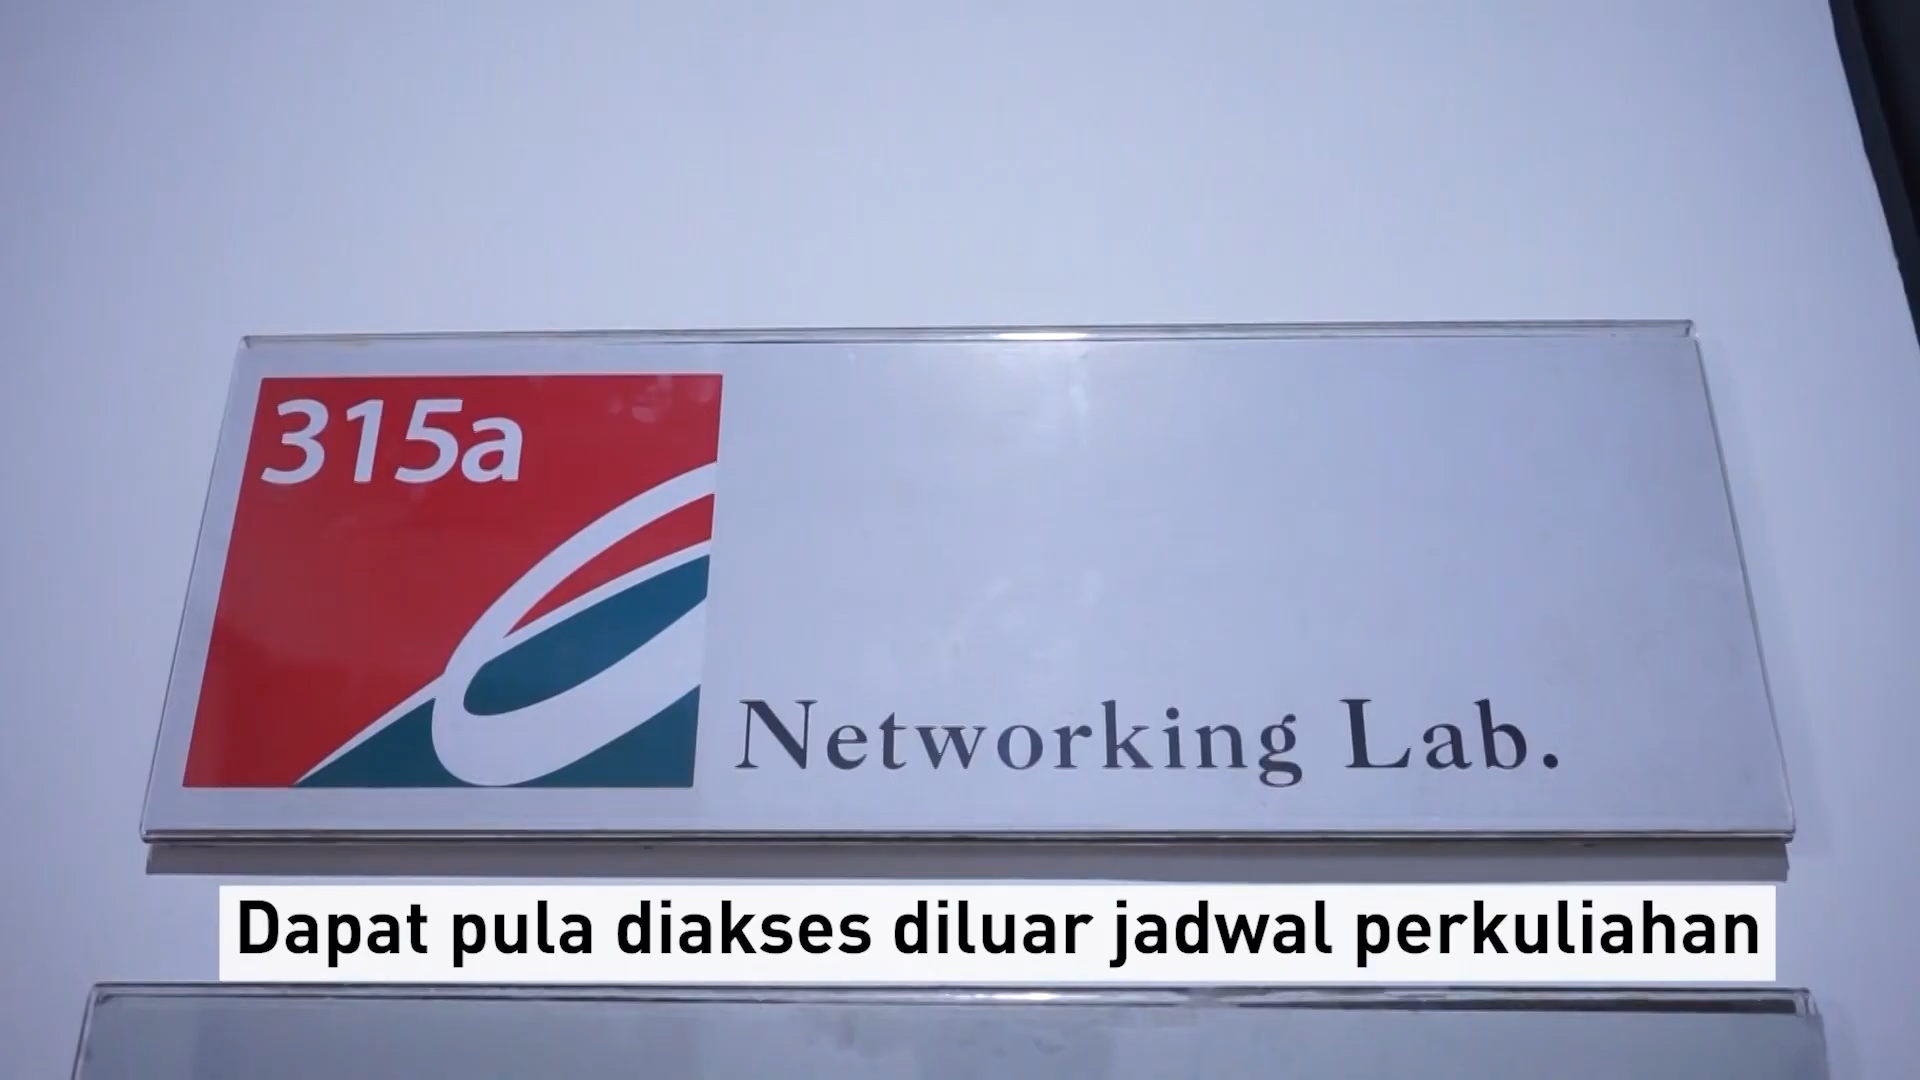 315a
Networking Lab.
Dapat pula diakses diluar jadwal perkuliahan